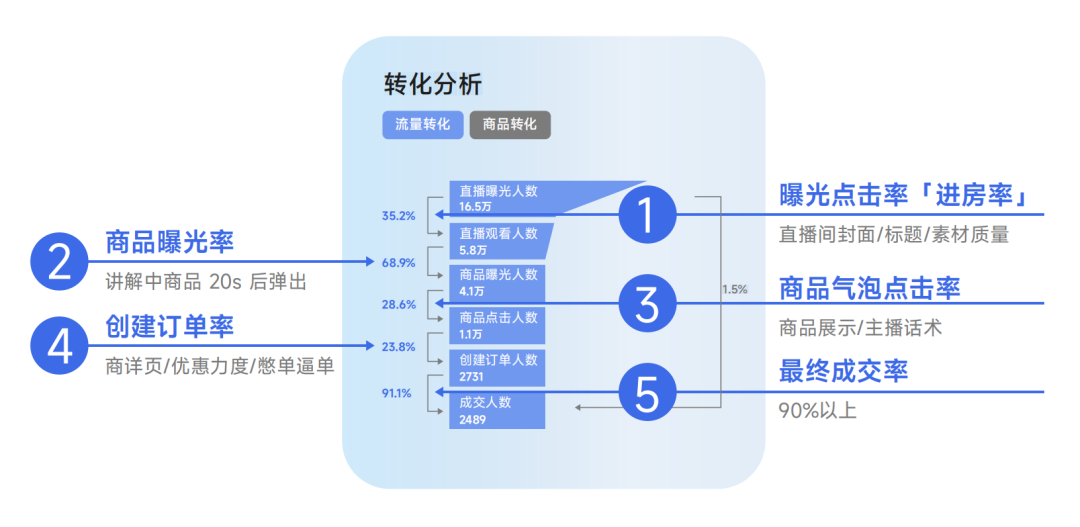 转化分析
流量转化 商品转化
直播曝光人数
16.5万
35.2%
直播观看人数
5.8万
68.9%
商品曝光人数
4.1万
28.6%
商品点击人数
1.1万
23.8%
创建订单人数
2731
91.1%
成交人数
2489
1.5%
1
曝光点击率「进房率」
直播间封面/标题/素材质量
2
商品曝光率
讲解中商品 20s 后弹出
3
商品气泡点击率
商品展示/主播话术
4
创建订单率
商详页/优惠力度/憋单逼单
5
最终成交率
90%以上